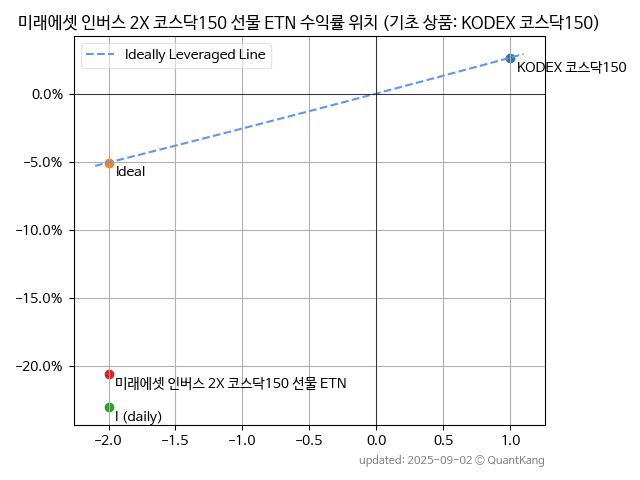 미래에셋 인버스 2X 코스닥150 선물 ETN 수익률 위치 (기초 상품: KODEX 코스닥150)
Ideally Leveraged Line
KODEX 코스닥150
0.0%
−5.0%
Ideal
−10.0%
−15.0%
−20.0%
미래에셋 인버스 2X 코스닥150 선물 ETN
I (daily)
−2.0 −1.5 −1.0 −0.5 0.0 0.5 1.0
updated: 2025-09-02 © QuantKang